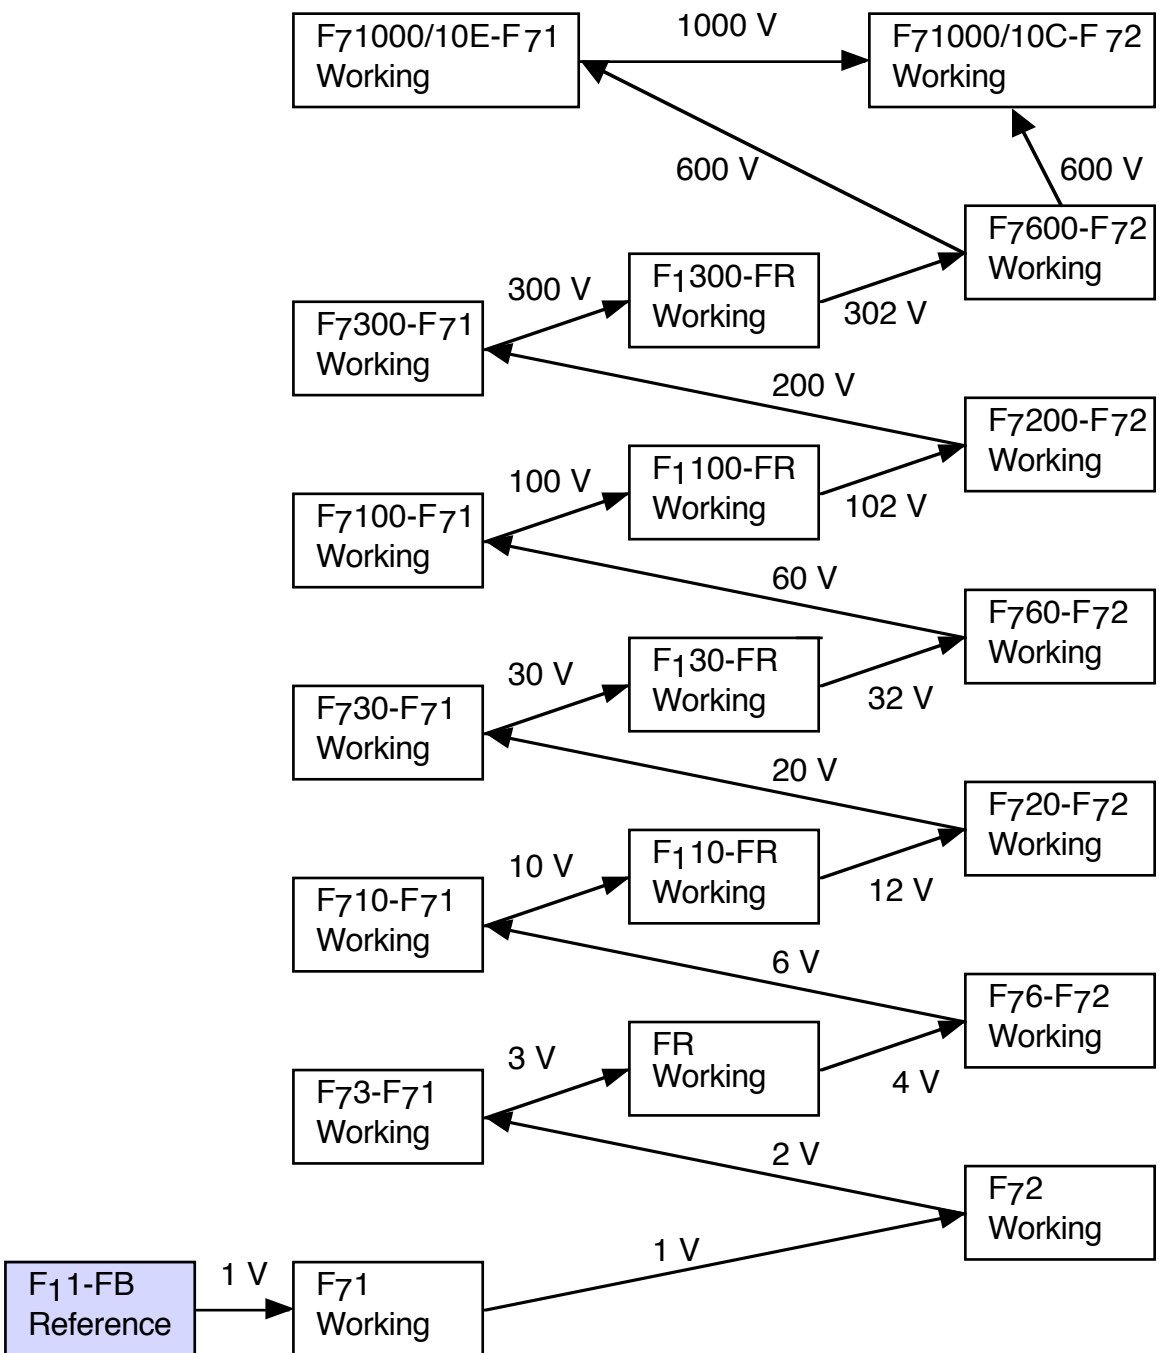 F71000/10E-F71
Working
1000 V
F71000/10C-F72
Working
600 V
600 V
F7600-F72
Working
F1300-FR
Working
300 V
302 V
F7300-F71
Working
200 V
F7200-F72
Working
F1100-FR
Working
100 V
102 V
F7100-F71
Working
60 V
F760-F72
Working
F130-FR
Working
30 V
32 V
F730-F71
Working
20 V
F720-F72
Working
F110-FR
Working
10 V
12 V
F710-F71
Working
6 V
F76-F72
Working
FR
Working
3 V
4 V
F73-F71
Working
2 V
F72
Working
1 V
F11-FB
Reference
1 V
F71
Working